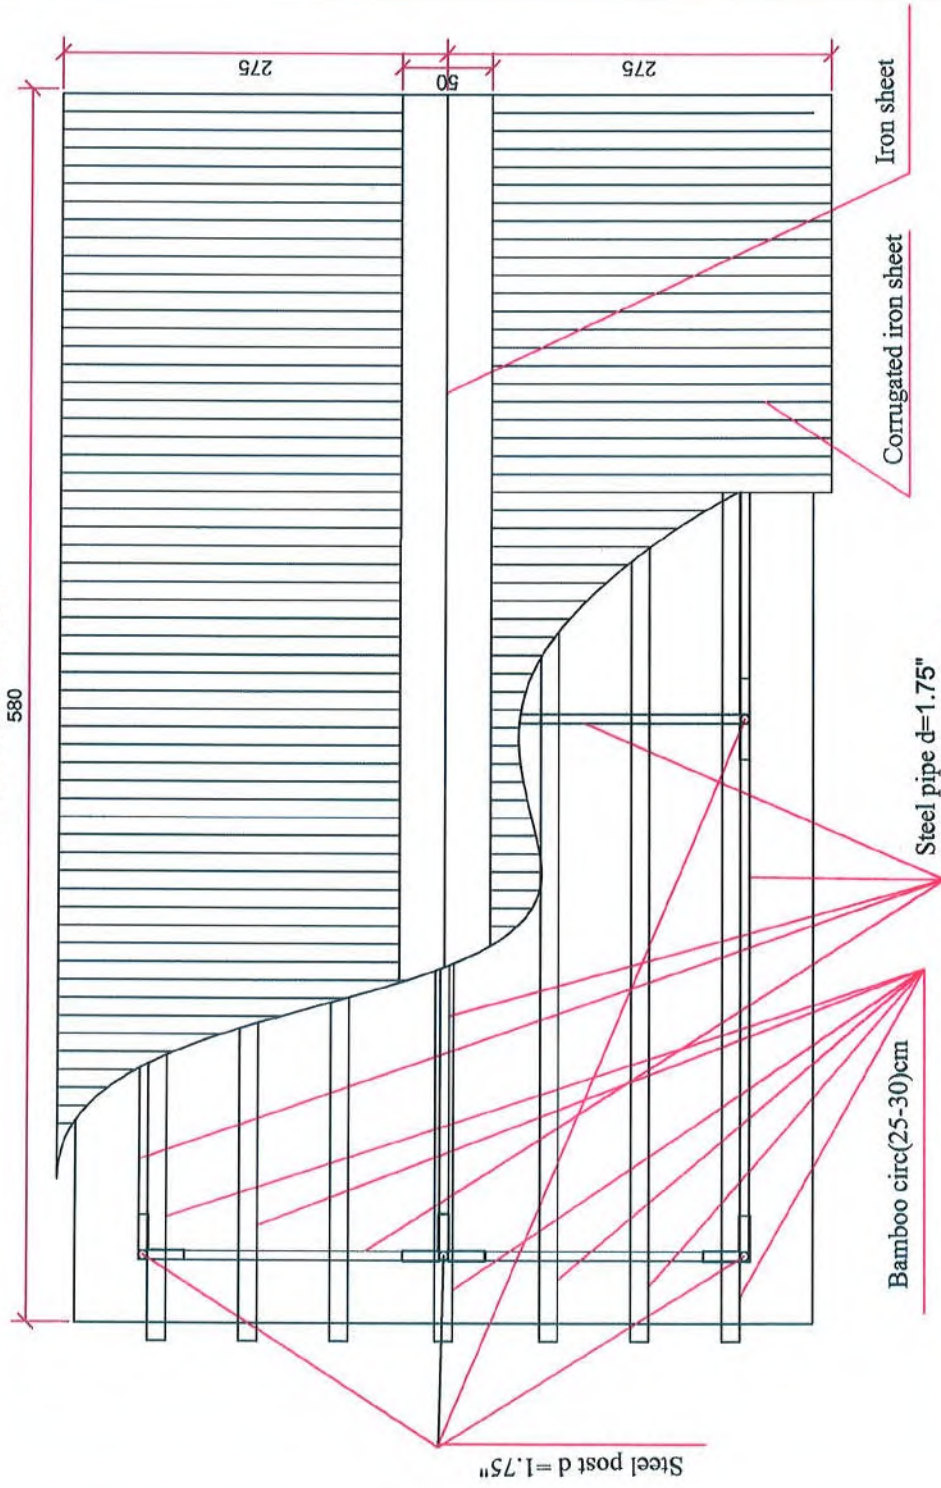 580
275
50
275
Iron sheet
Corrugated iron sheet
Steel pipe d=1.75"
Bamboo circ(25-30)cm
Steel post d =1.75"